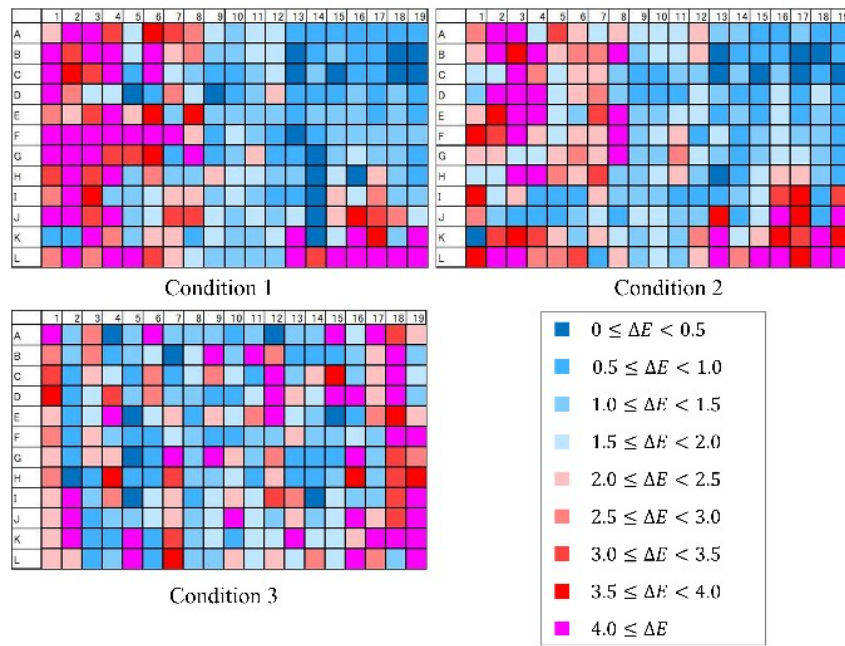 1 2 3 4 5 6 7 8 9 10 11 12 13 14 15 16 17 18 19
A
B
C
D
E
F
G
H
I
J
K
L
Condition 1
1 2 3 4 5 6 7 8 9 10 11 12 13 14 15 16 17 18 19
A
B
C
D
E
F
G
H
I
J
K
L
Condition 2
1 2 3 4 5 6 7 8 9 10 11 12 13 14 15 16 17 18 19
A
B
C
D
E
F
G
H
I
J
K
L
Condition 3
0 ≤ ΔE < 0.5
0.5 ≤ ΔE < 1.0
1.0 ≤ ΔE < 1.5
1.5 ≤ ΔE < 2.0
2.0 ≤ ΔE < 2.5
2.5 ≤ ΔE < 3.0
3.0 ≤ ΔE < 3.5
3.5 ≤ ΔE < 4.0
4.0 ≤ ΔE